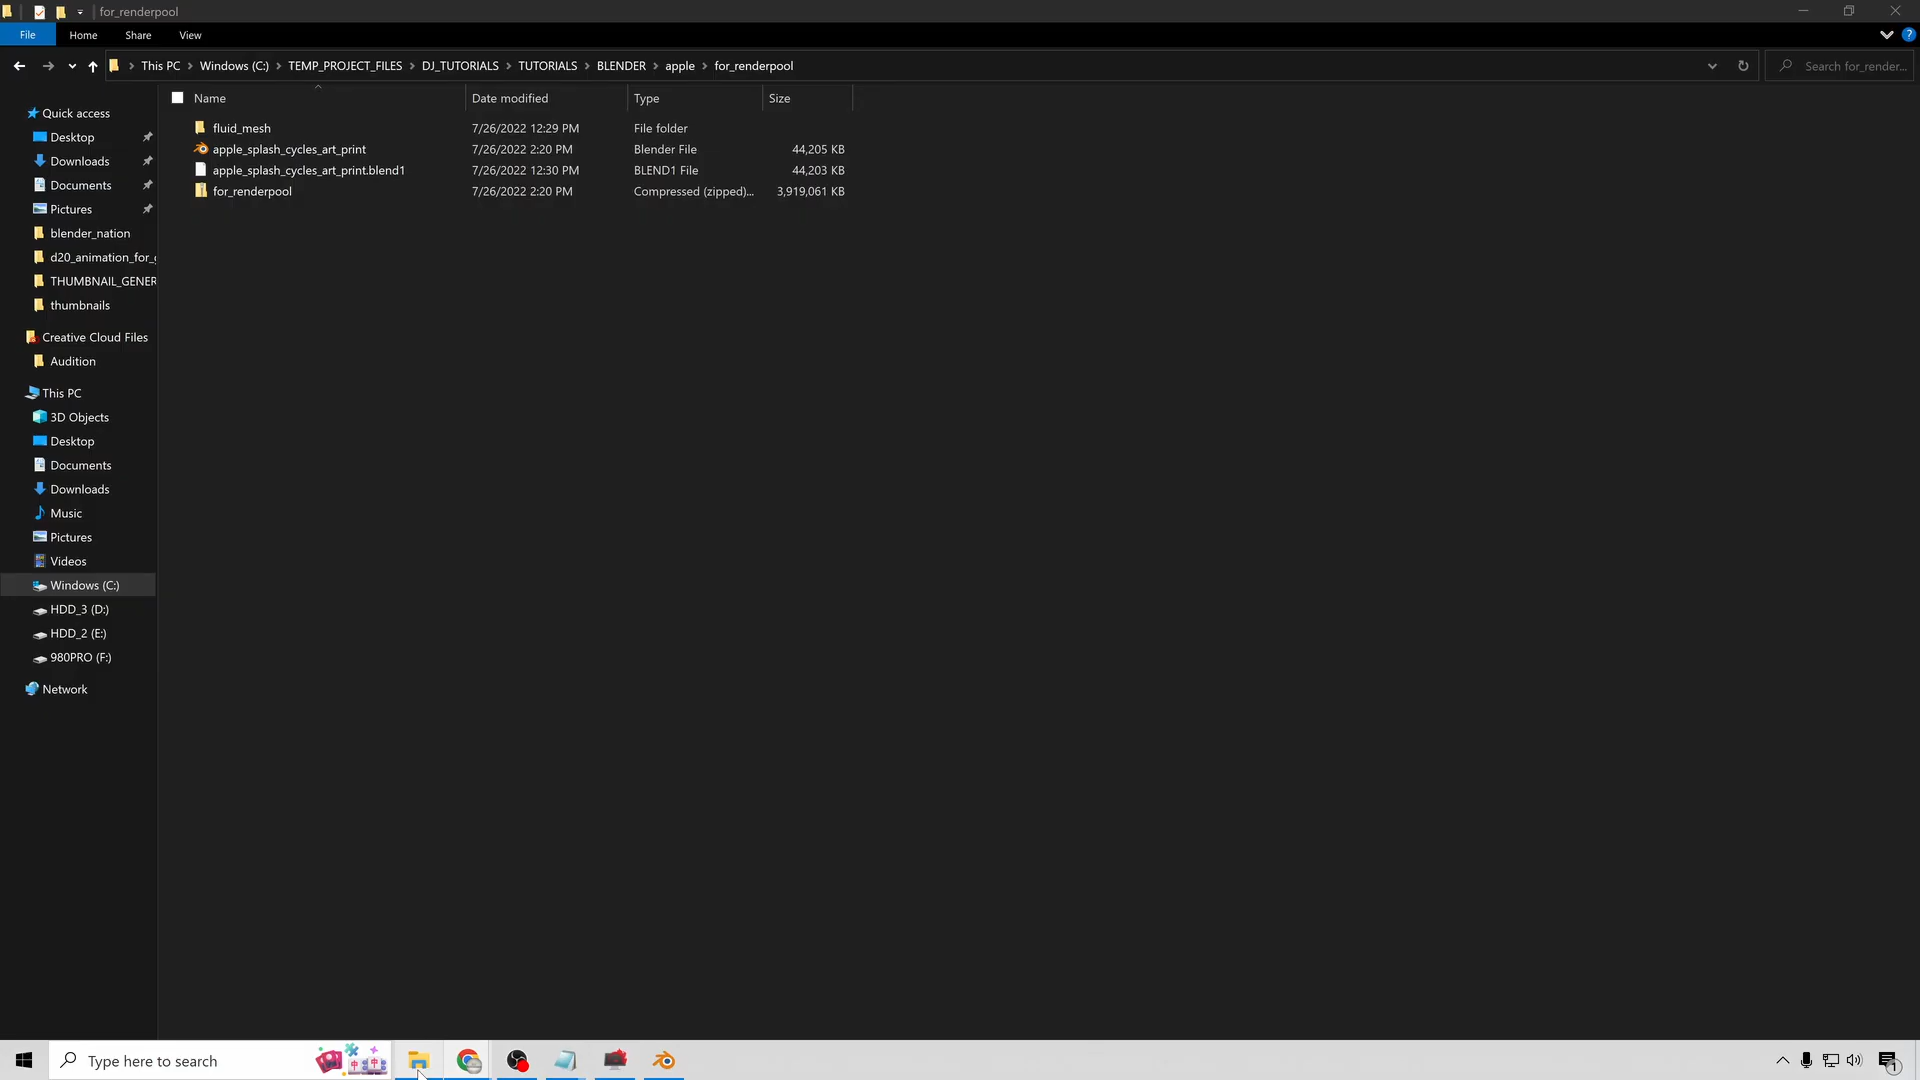 for_renderpool
File Home Share View
This PC Windows (C:) TEMP_PROJECT_FILES DJ_TUTORIALS TUTORIALS BLENDER apple for_renderpool Search for_render...
Name Date modified Type Size
fluid_mesh 7/26/2022 12:29 PM File folder
apple_splash_cycles_art_print 7/26/2022 2:20 PM Blender File 44,205 KB
apple_splash_cycles_art_print.blend1 7/26/2022 12:30 PM BLEND1 File 44,203 KB
for_renderpool 7/26/2022 2:20 PM Compressed (zipped)... 3,919,061 KB
Quick access
Desktop
Downloads
Documents
Pictures
blender_nation
d20_animation_for_
THUMBNAIL_GENER
thumbnails
Creative Cloud Files
Audition
This PC
3D Objects
Desktop
Documents
Downloads
Music
Pictures
Videos
Windows (C:)
HDD_3 (D:)
HDD_2 (E:)
980PRO (F:)
Network
Type here to search
1